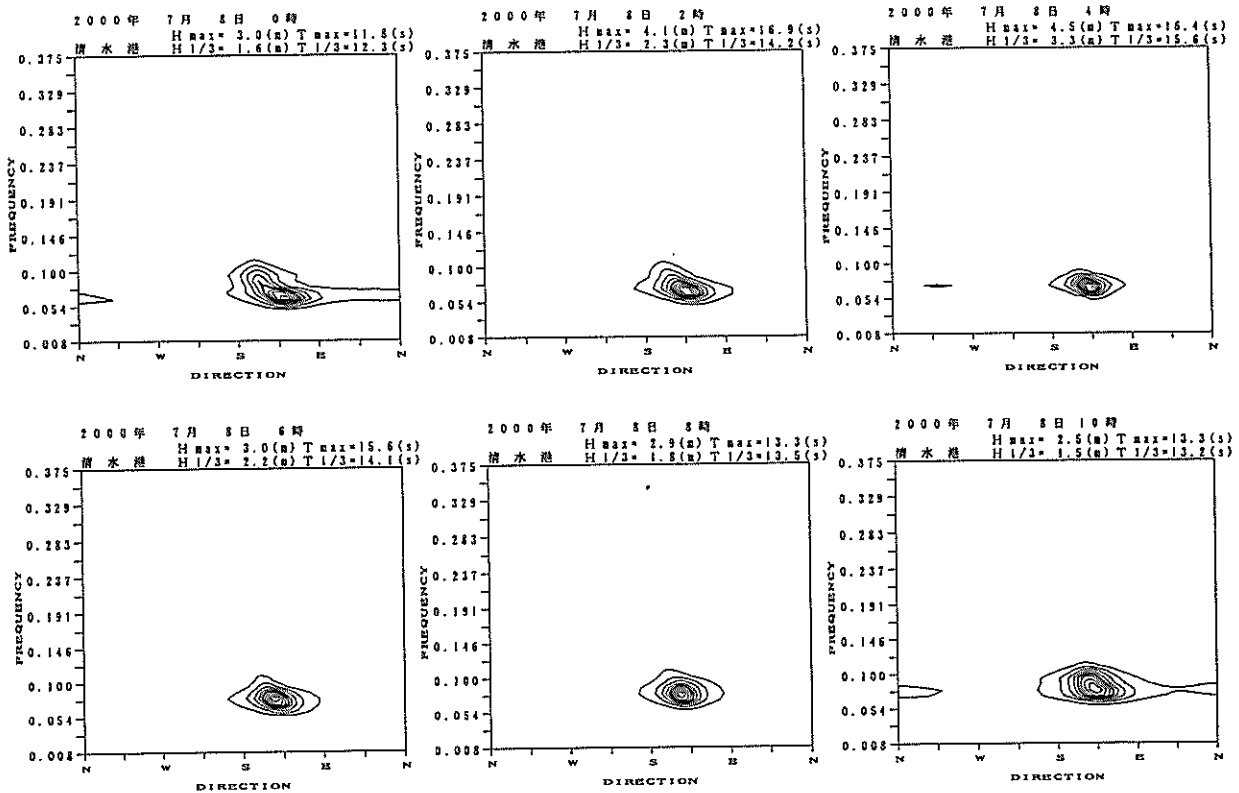 2000年 7月 8日 0時
H max= 3.0(m) T max=11.8(s)
清水港 H 1/3= 1.6(m) T 1/3=12.3(s)
0.375
0.329
0.283
0.237
0.191
0.146
0.100
0.054
0.008
FREQUENCY
N W S E N
DIRECTION
2000年 7月 8日 2時
H max= 4.1(m) T max=16.9(s)
清水港 H 1/3= 2.3(m) T 1/3=14.2(s)
0.375
0.329
0.283
0.237
0.191
0.146
0.100
0.054
0.008
FREQUENCY
N W S E N
DIRECTION
2000年 7月 8日 4時
H max= 4.5(m) T max=16.4(s)
清水港 H 1/3= 3.3(m) T 1/3=15.6(s)
0.375
0.329
0.283
0.237
0.191
0.146
0.100
0.054
0.008
FREQUENCY
N W S E N
DIRECTION
2000年 7月 8日 6時
H max= 3.0(m) T max=15.6(s)
清水港 H 1/3= 2.2(m) T 1/3=14.1(s)
0.375
0.329
0.283
0.237
0.191
0.146
0.100
0.054
0.008
FREQUENCY
N W S E N
DIRECTION
2000年 7月 8日 8時
H max= 2.9(m) T max=13.3(s)
清水港 H 1/3= 1.8(m) T 1/3=13.5(s)
0.375
0.329
0.283
0.237
0.191
0.146
0.100
0.054
0.008
FREQUENCY
N W S E N
DIRECTION
2000年 7月 8日 10時
H max= 2.5(m) T max=13.3(s)
清水港 H 1/3= 1.5(m) T 1/3=13.2(s)
0.375
0.329
0.283
0.237
0.191
0.146
0.100
0.054
0.008
FREQUENCY
N W S E N
DIRECTION